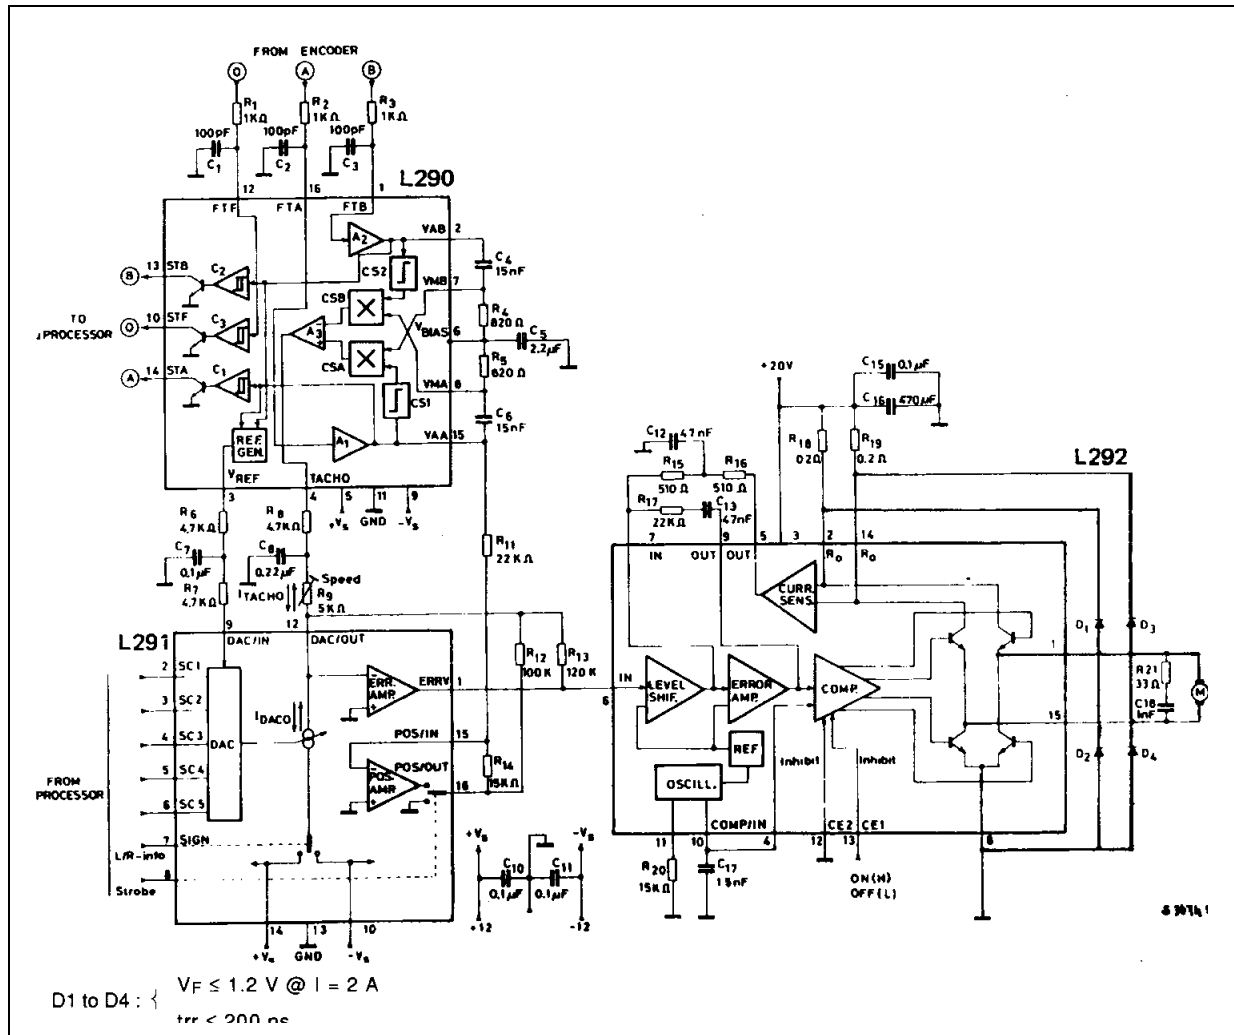 FROM ENCODER
O A B
R1 1KΩ
R2 1KΩ
R3 1KΩ
100pF C1
100pF C2
100pF C3
L290
12 16 1
FTF FTA FTB
A2
VAB 2
C4 15nF
13 STB
C2
CS2
VMB 7
B
CSB
R4 820Ω
TO
PROCESSOR
O
10 STF
C3
A3
VBIAS 6
C5 2.2µF
R5 820Ω
A
14 STA
C1
CSA
VMA 8
CS1
C6 15nF
REF. GEN.
A1
VAA 15
VREF TACHO
3 4 5 11 9
+Vs GND -Vs
R6 4.7KΩ
R8 4.7KΩ
C7 0.1µF
C8 0.22µF
R7 4.7KΩ
ITACHO
Speed
R9 5KΩ
R11 22KΩ
+20V
C15 0.1µF
C16 470µF
R18 0.2Ω
R19 0.2Ω
L292
C12 47nF
R15 510Ω
R16 510Ω
R17 22KΩ
C13 47nF
7 9 5 3 2 14
IN OUT OUT R0 R0
CURR. SENS.
L291
9 12
DAC/IN DAC/OUT
R12 100K
R13 120K
2 SC1
3 SC2
4 SC3
5 SC4
6 SC5
DAC
IDACO
ERR. AMP.
ERRV 1
POS/IN 15
POS. AMP.
POS/OUT 16
R14 15KΩ
FROM
PROCESSOR
7 SIGN
L/R-info
8
Strobe
14 13 10
+Vs GND -Vs
+Vs -Vs
C10 0.1µF
C11 0.1µF
+12 -12
6 IN
LEVEL SHIF.
ERROR AMP.
COMP.
REF
OSCILL.
Inhibit Inhibit
COMP/IN
CE2 CE1
11 10 4 12 13 8
R20 15KΩ
C17 1.5nF
ON(H)
OFF(L)
1
15
D1 D3
D2 D4
R21 33Ω
C18 1nF
M
D1 to D4 : { VF ≤ 1.2 V @ I = 2 A
trr ≤ 200 ns